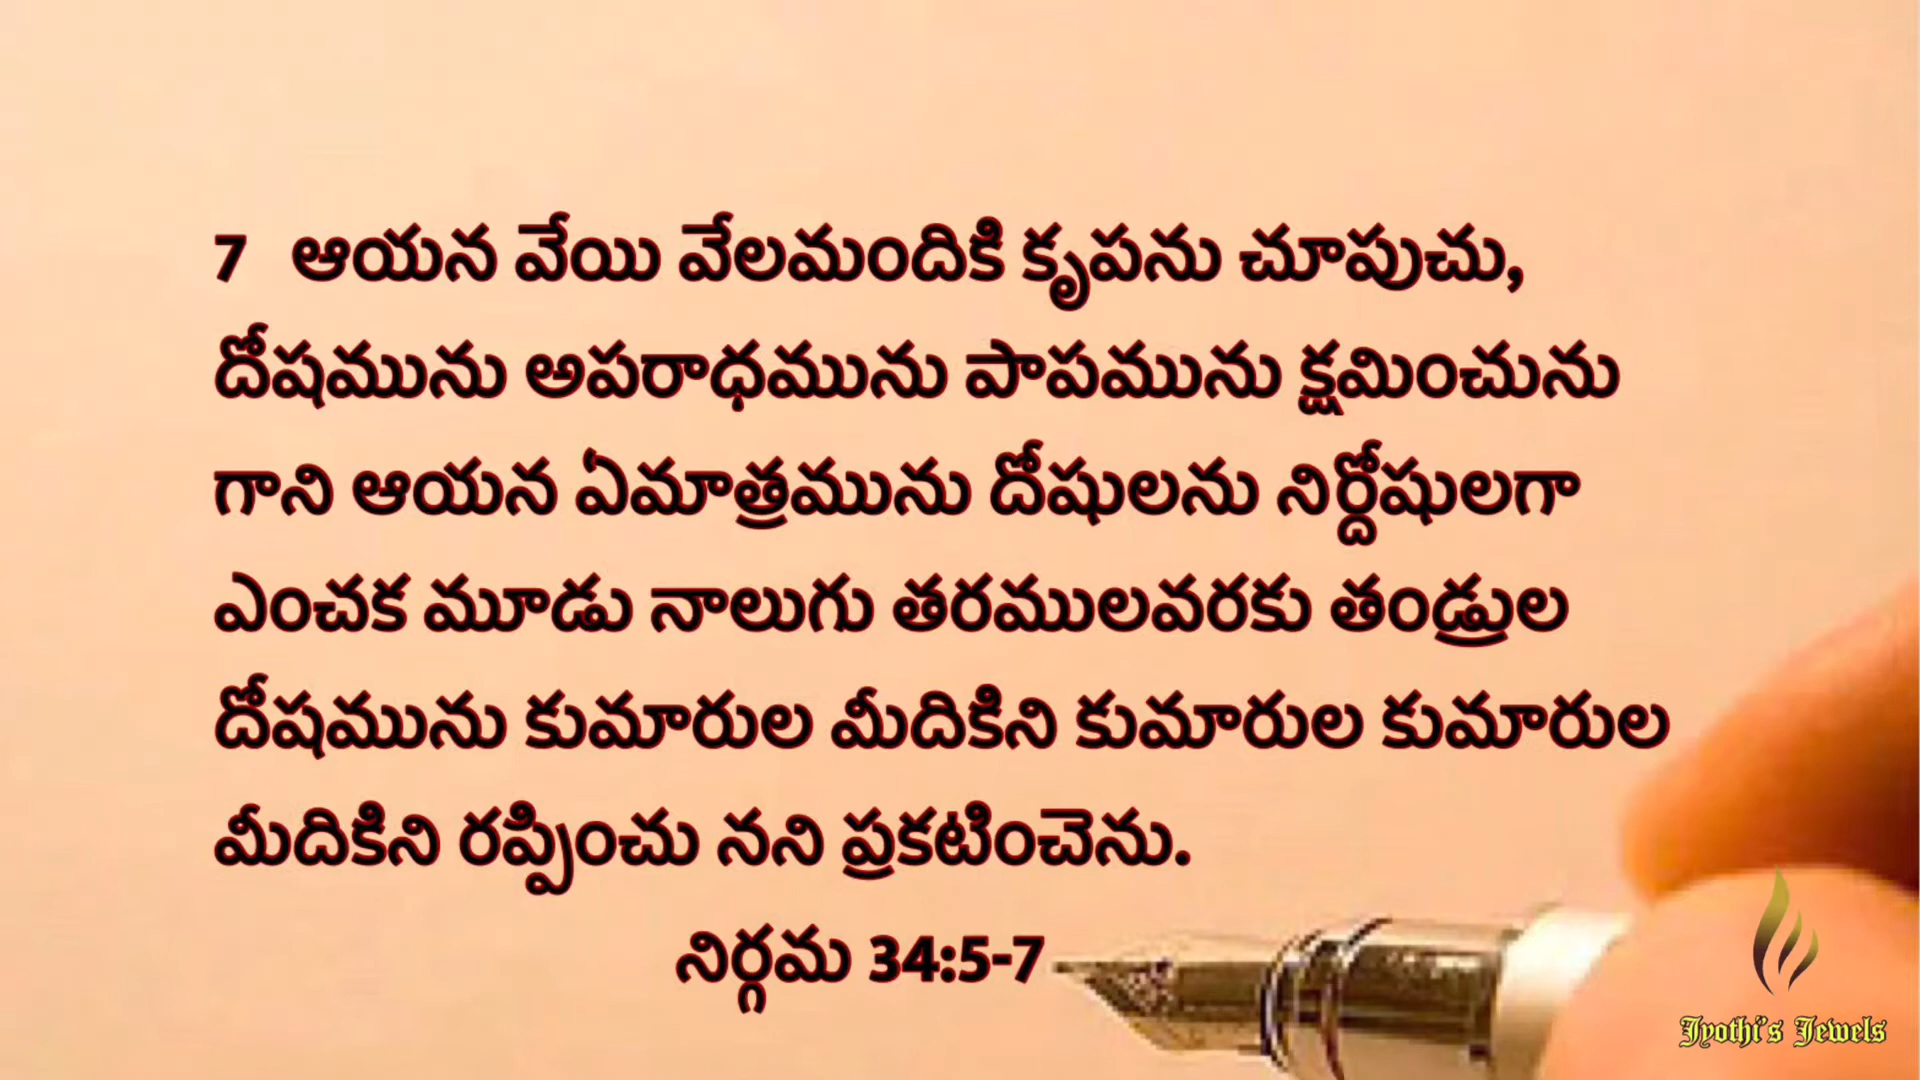 7 ఆయన వేయి వేలమందికి కృపను చూపుచు,
దోషమును అపరాధమును పాపమును క్షమించును
గాని ఆయన ఏమాత్రమును దోషులను నిర్దోషులగా
ఎంచక మూడు నాలుగు తరములవరకు తండ్రుల
దోషమును కుమారుల మీదికిని కుమారుల కుమారుల
మీదికిని రప్పించు నని ప్రకటించెను.
నిర్గమ 34:5-7
Jyothi's Jewels